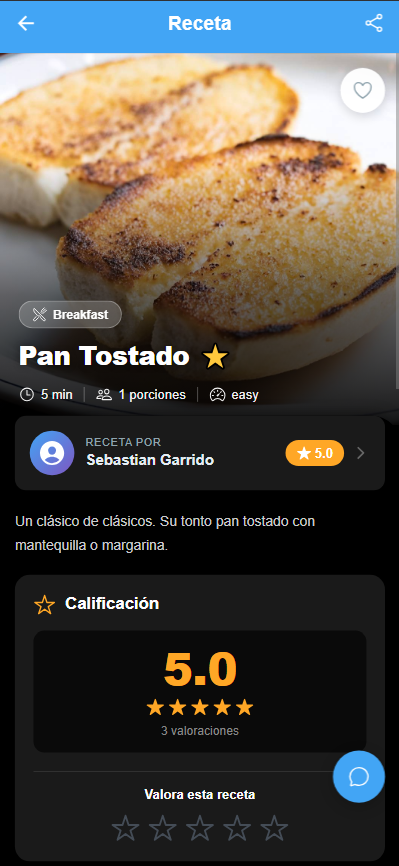 Receta
Breakfast
Pan Tostado
5 min
1 porciones
easy
RECETA POR
Sebastian Garrido
5.0
Un clásico de clásicos. Su tonto pan tostado con
mantequilla o margarina.
Calificación
5.0
3 valoraciones
Valora esta receta